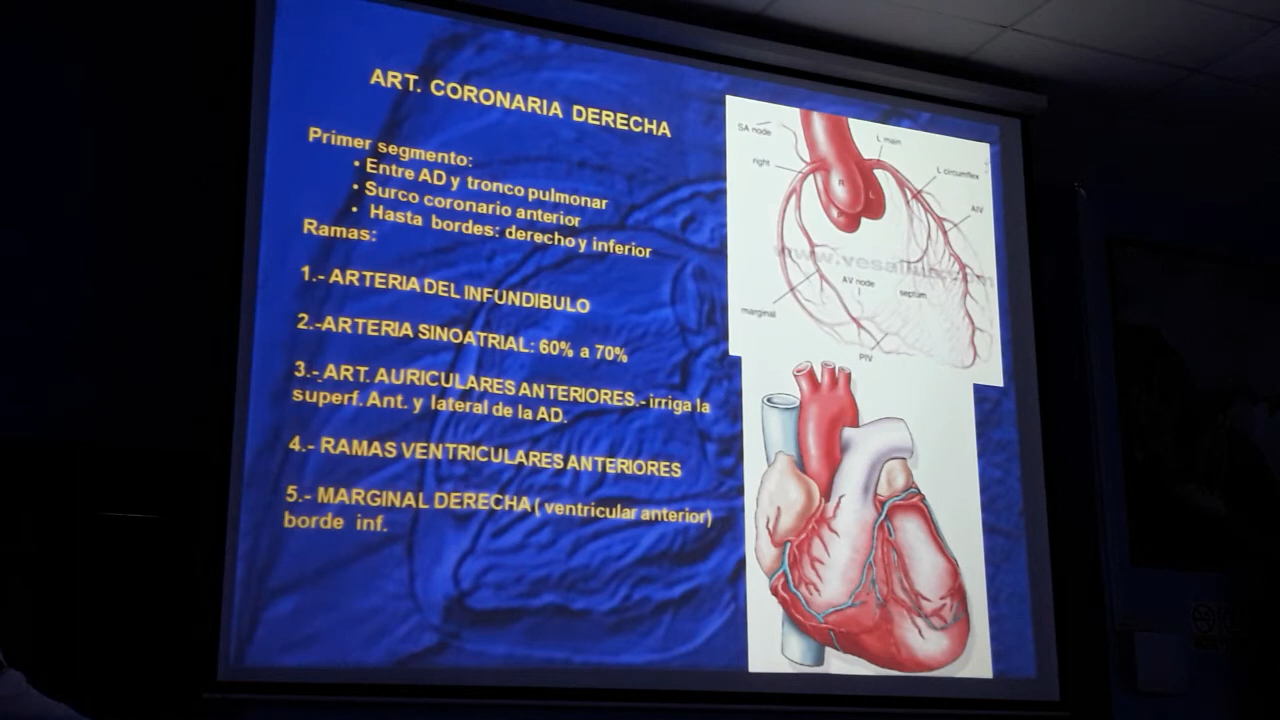 ART. CORONARIA DERECHA
Primer segmento:
• Entre AD y tronco pulmonar
• Surco coronario anterior
• Hasta bordes: derecho y inferior
Ramas:
1.- ARTERIA DEL INFUNDIBULO
2.-ARTERIA SINOATRIAL: 60% a 70%
3.- ART. AURICULARES ANTERIORES.- irriga la
superf. Ant. y lateral de la AD.
4.- RAMAS VENTRICULARES ANTERIORES
5.- MARGINAL DERECHA ( ventricular anterior)
borde inf.
SA node
L main
right
L circumflex
R
L
AIV
AV node
septum
marginal
PIV